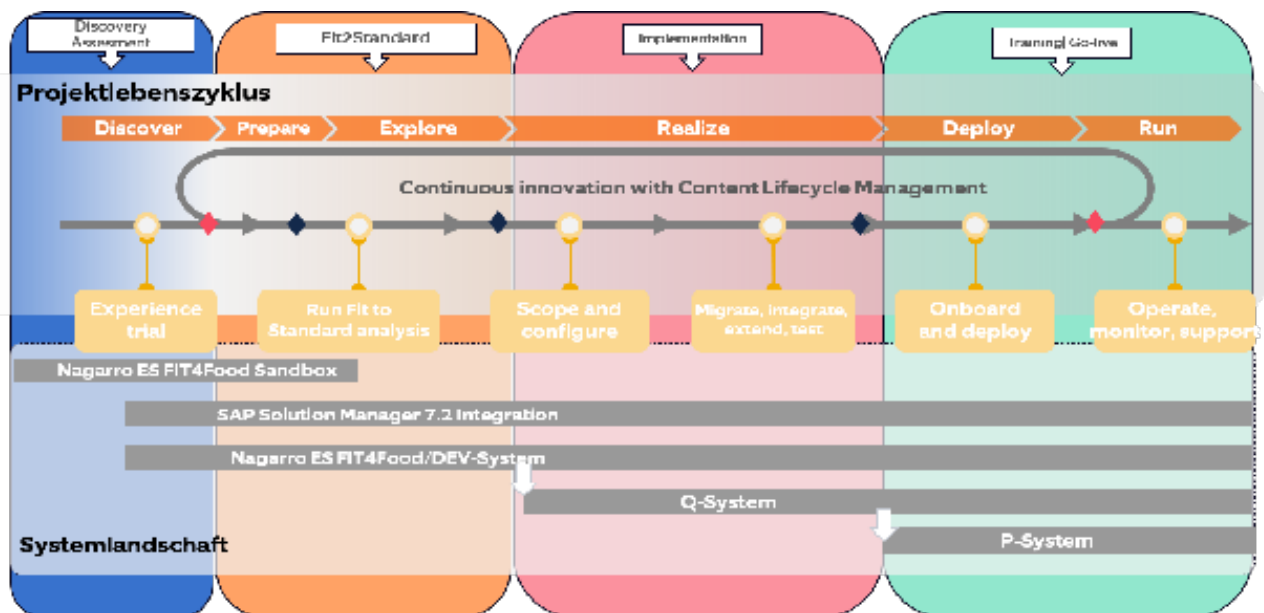 Discovery
Assesment
Fit2Standard
Implementation
Training| Go-live
Projektlebenszyklus
Discover
Prepare
Explore
Realize
Deploy
Run
Continuous innovation with Content Lifecycle Management
Experience
trial
Run Fit to
Standard analysis
Scope and
configure
Migrate, integrate,
extend, test
Onboard
and deploy
Operate,
monitor, support
Nagarro ES FIT4Food Sandbox
SAP Solution Manager 7.2 Integration
Nagarro ES FIT4Food/DEV-System
Q-System
P-System
Systemlandschaft